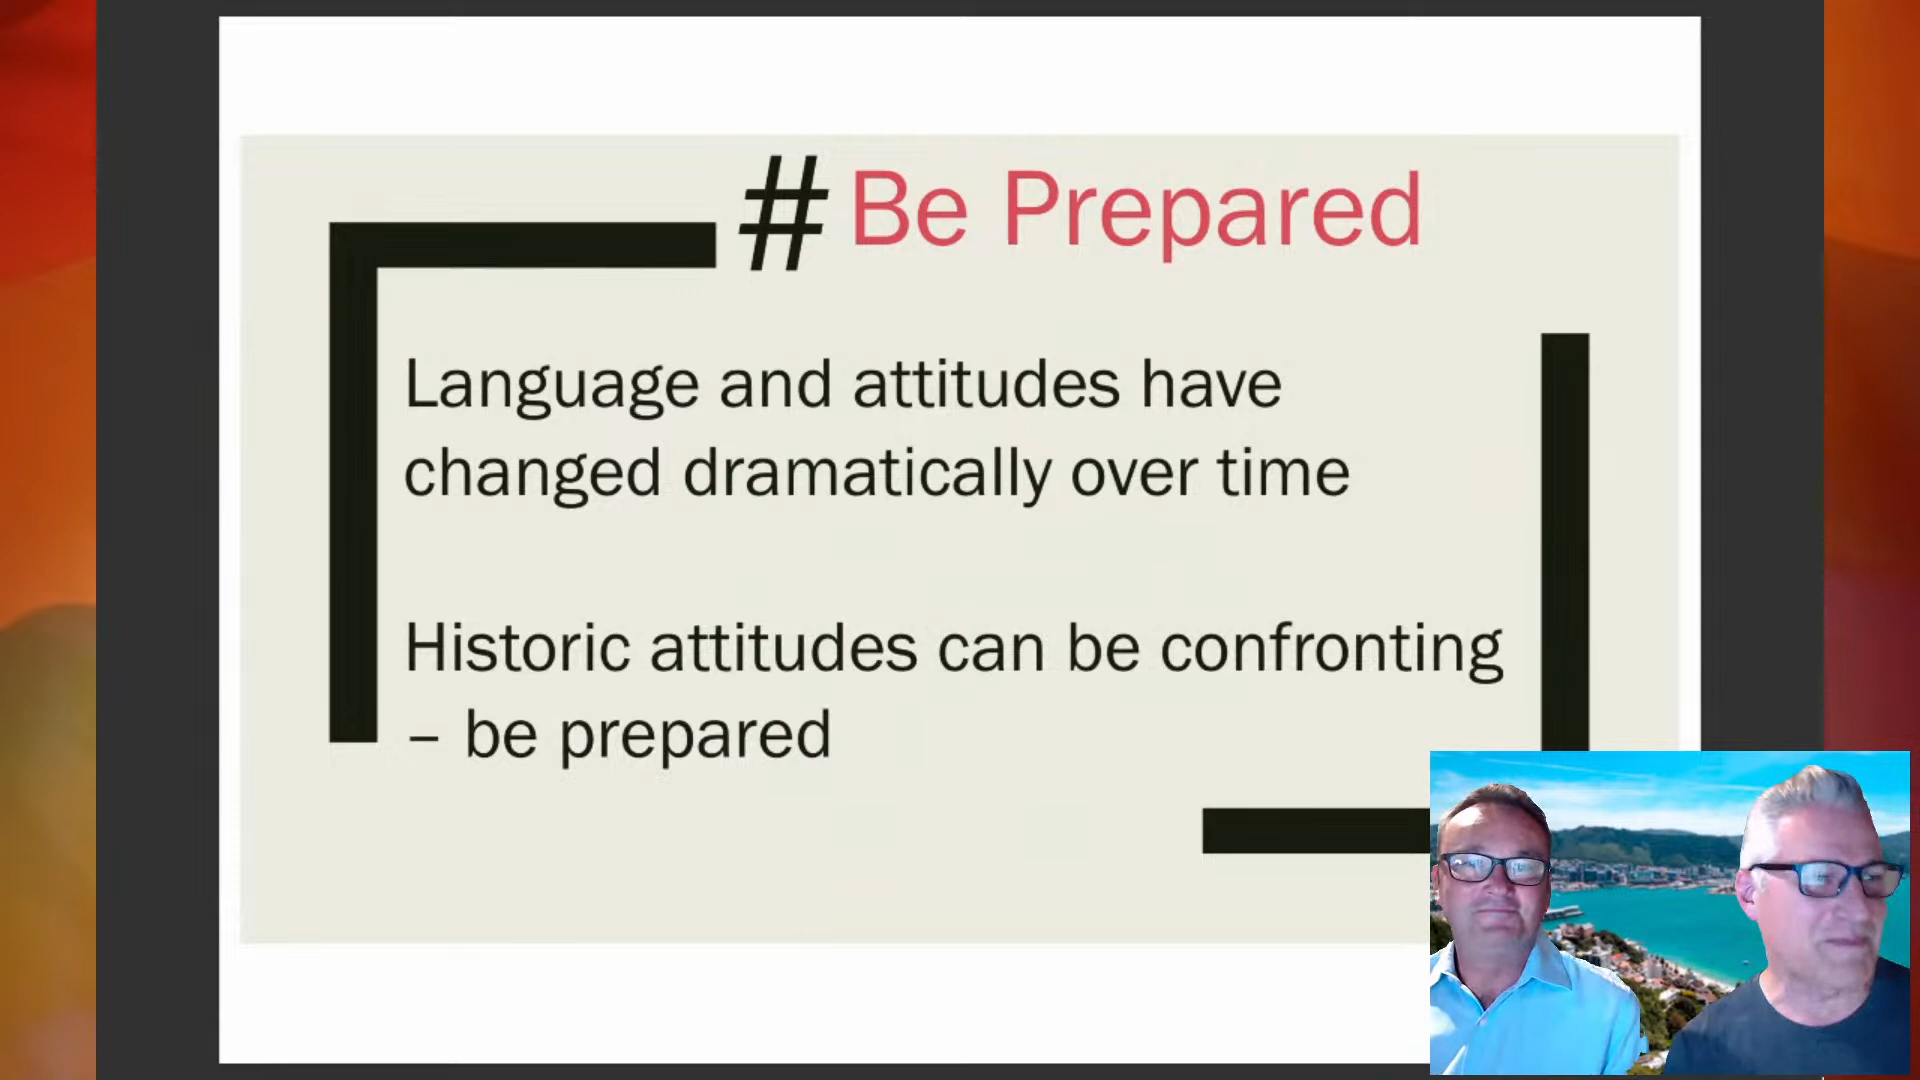 # Be Prepared
Language and attitudes have
changed dramatically over time
Historic attitudes can be confronting
– be prepared